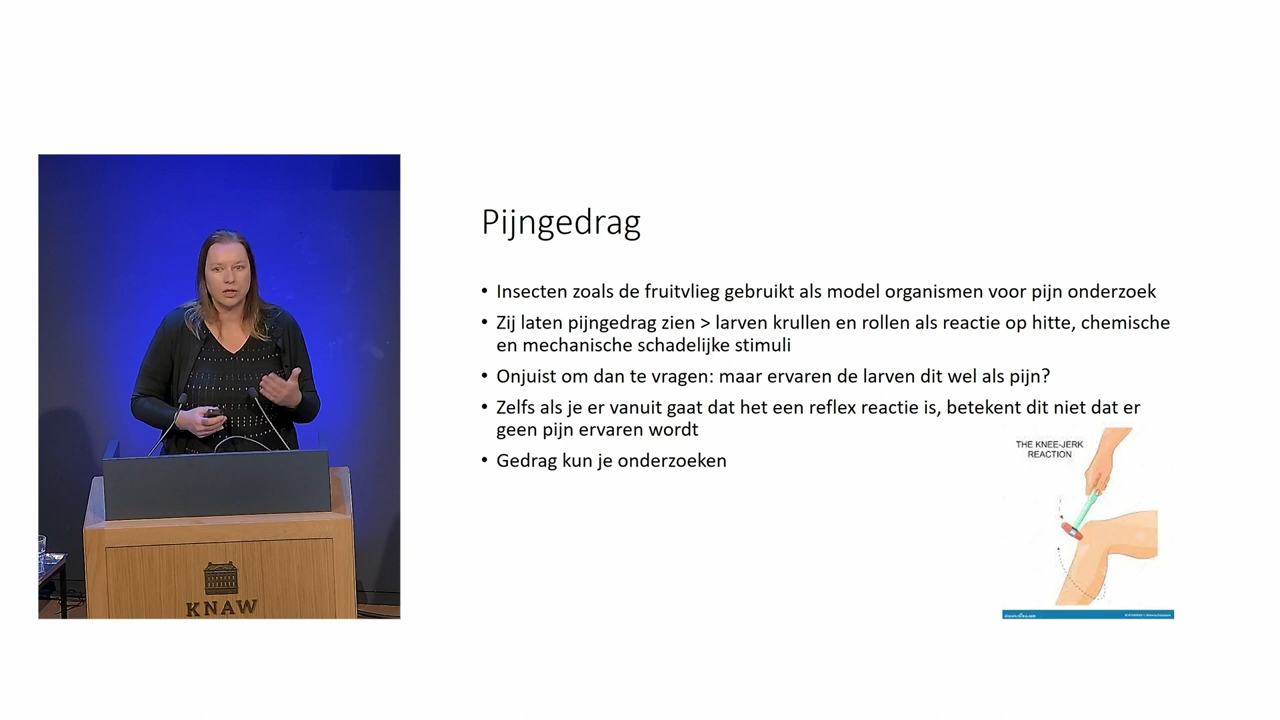 Pijngedrag
• Insecten zoals de fruitvlieg gebruikt als model organismen voor pijn onderzoek
• Zij laten pijngedrag zien > larven krullen en rollen als reactie op hitte, chemische
en mechanische schadelijke stimuli
• Onjuist om dan te vragen: maar ervaren de larven dit wel als pijn?
• Zelfs als je er vanuit gaat dat het een reflex reactie is, betekent dit niet dat er
geen pijn ervaren wordt
• Gedrag kun je onderzoeken
THE KNEE-JERK
REACTION
KNAW